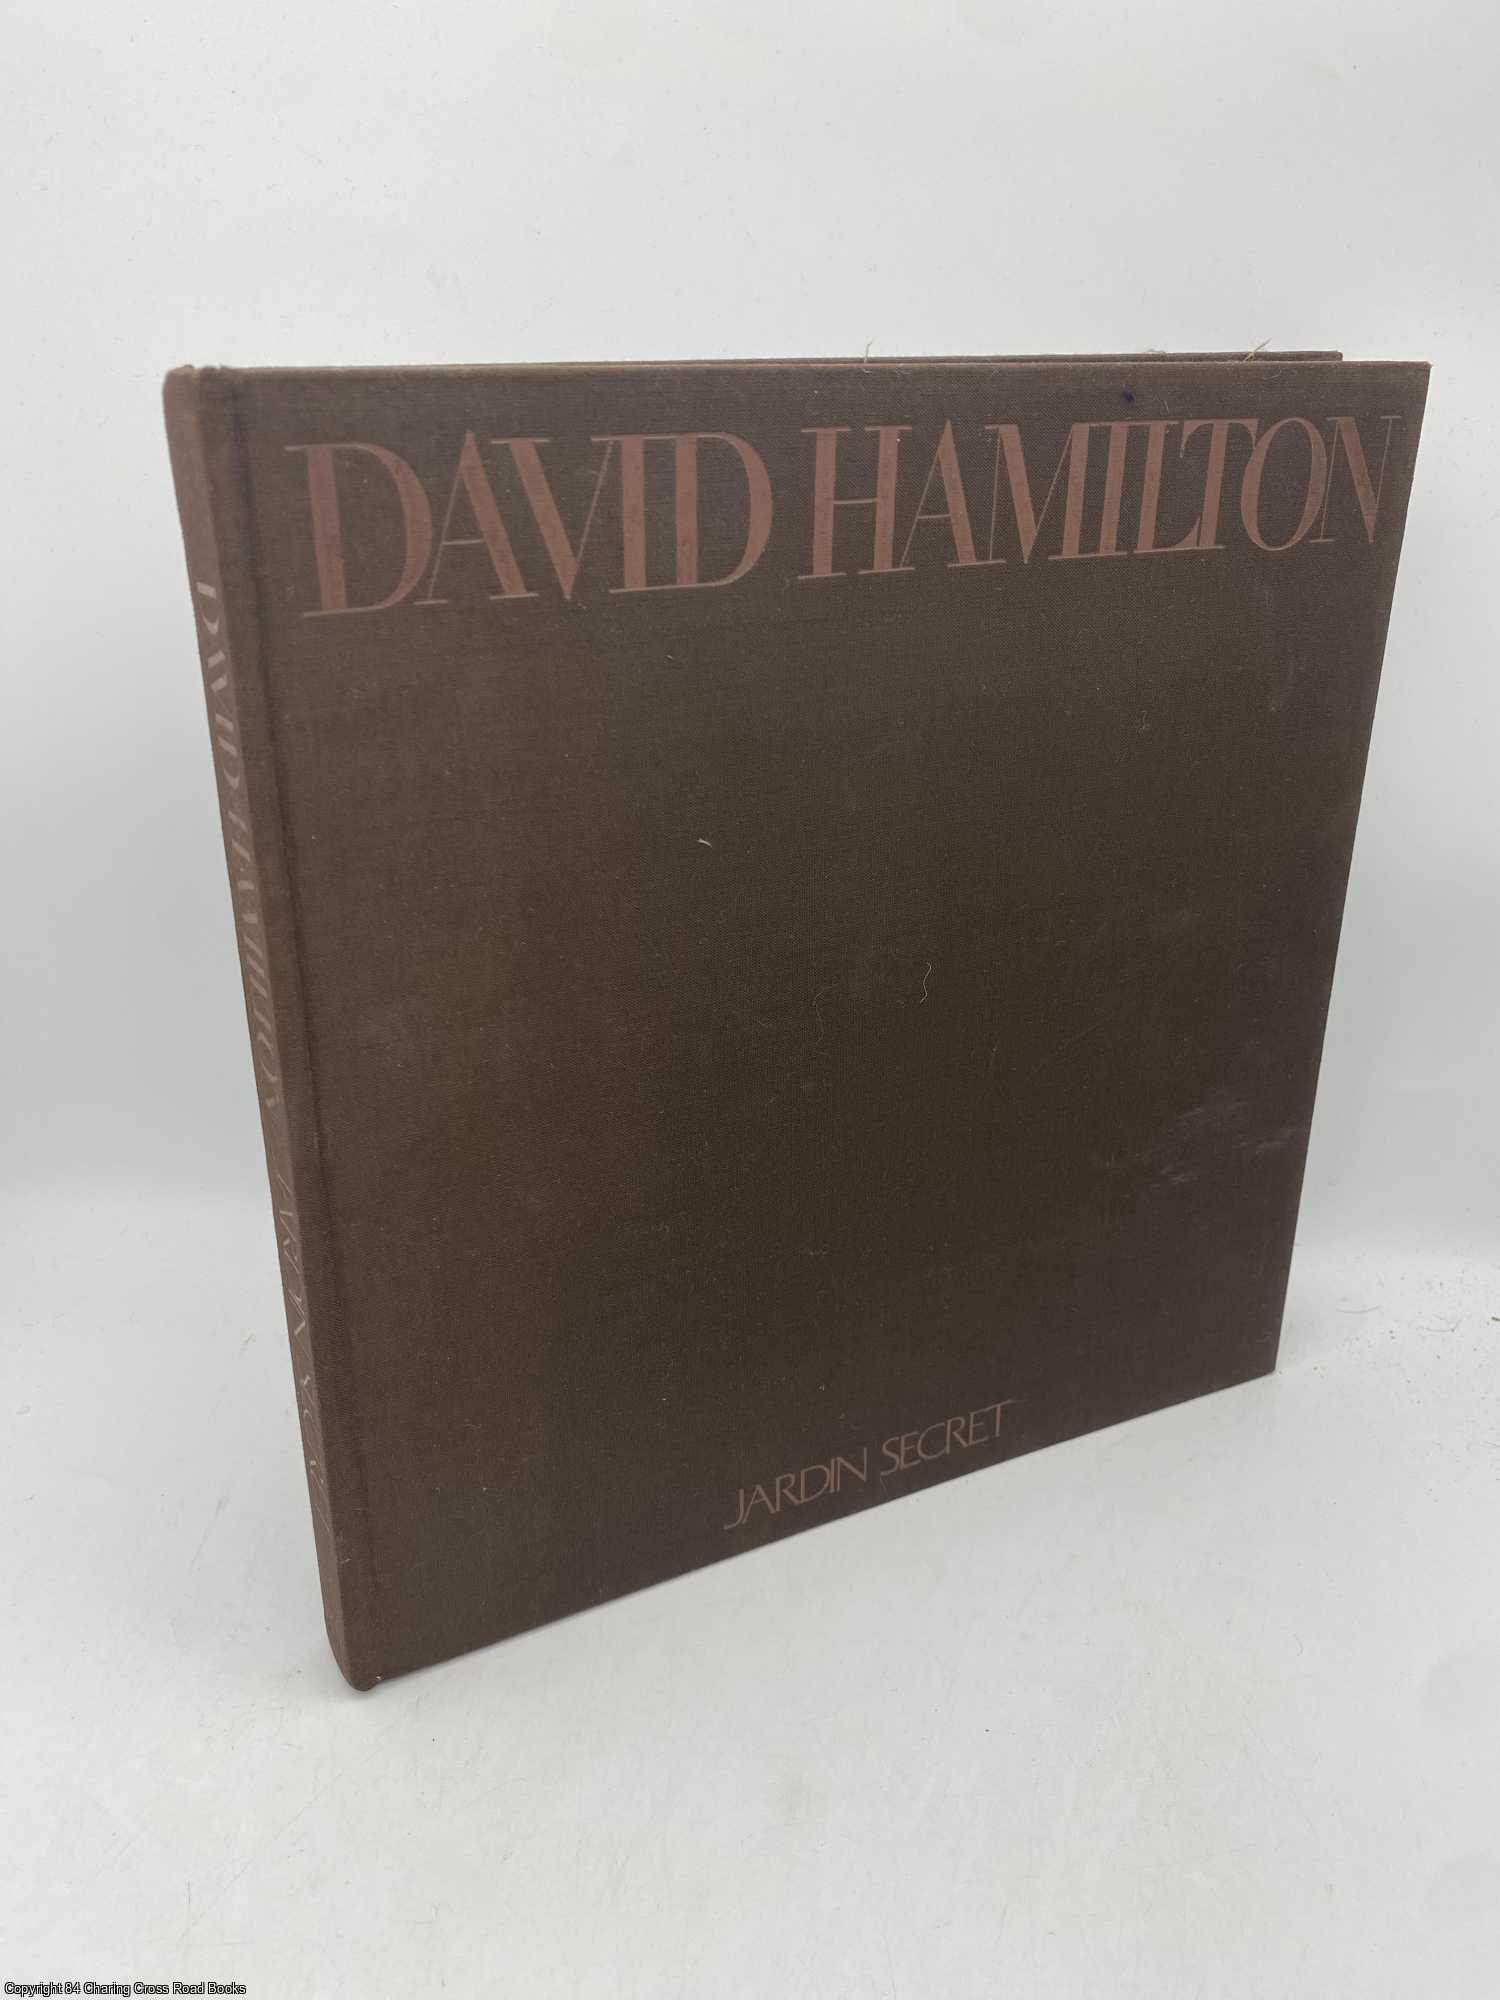 DAVID HAMILTON
JARDIN SECRET
DAVID HAMILTON
Copyright 84 Charing Cross Road Books